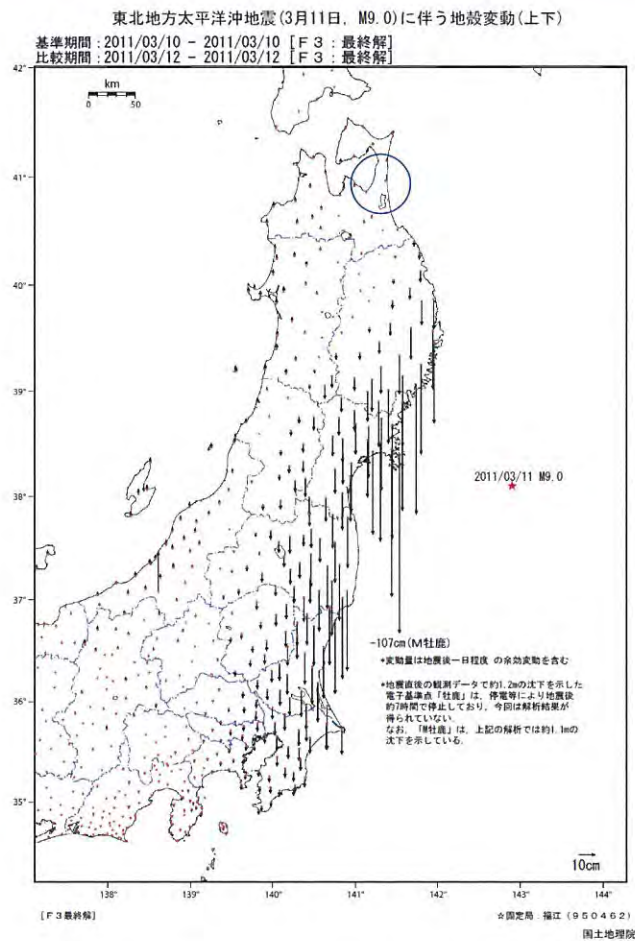 東北地方太平洋沖地震(3月11日, M9.0)に伴う地殻変動(上下)
基準期間:2011/03/10 - 2011/03/10 [F3:最終解]
比較期間:2011/03/12 - 2011/03/12 [F3:最終解]
42°
km
0 50
41°
40°
39°
2011/03/11 M9.0
38°
37°
-107cm(M牡鹿)
*変動量は地震後一日程度 の余効変動を含む
36°
*地震直後の観測データで約1.2mの沈下を示した
電子基準点「牡鹿」は、停電等により地震後
約7時間で停止しており、今回は解析結果が
得られていない
なお、「M牡鹿」は、上記の解析では約1.1mの
沈下を示している。
35°
10cm
138° 139° 140° 141° 142° 143° 144°
[F3最終解]
☆固定局 福江(950462)
国土地理院